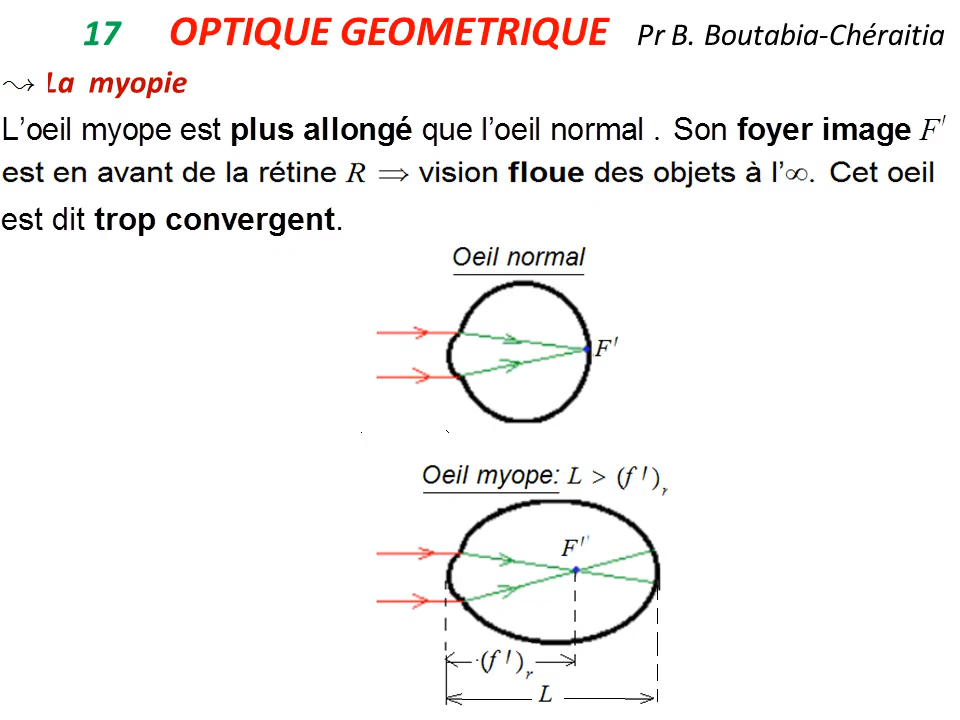 17 OPTIQUE GEOMETRIQUE Pr B. Boutabia-Chéraitia
⤳ La myopie
L’oeil myope est plus allongé que l’oeil normal . Son foyer image F'
est en avant de la rétine R ⇒ vision floue des objets à l’∞. Cet oeil
est dit trop convergent.
Oeil normal
F'
Oeil myope: L > (f')r
F'
(f')r
L